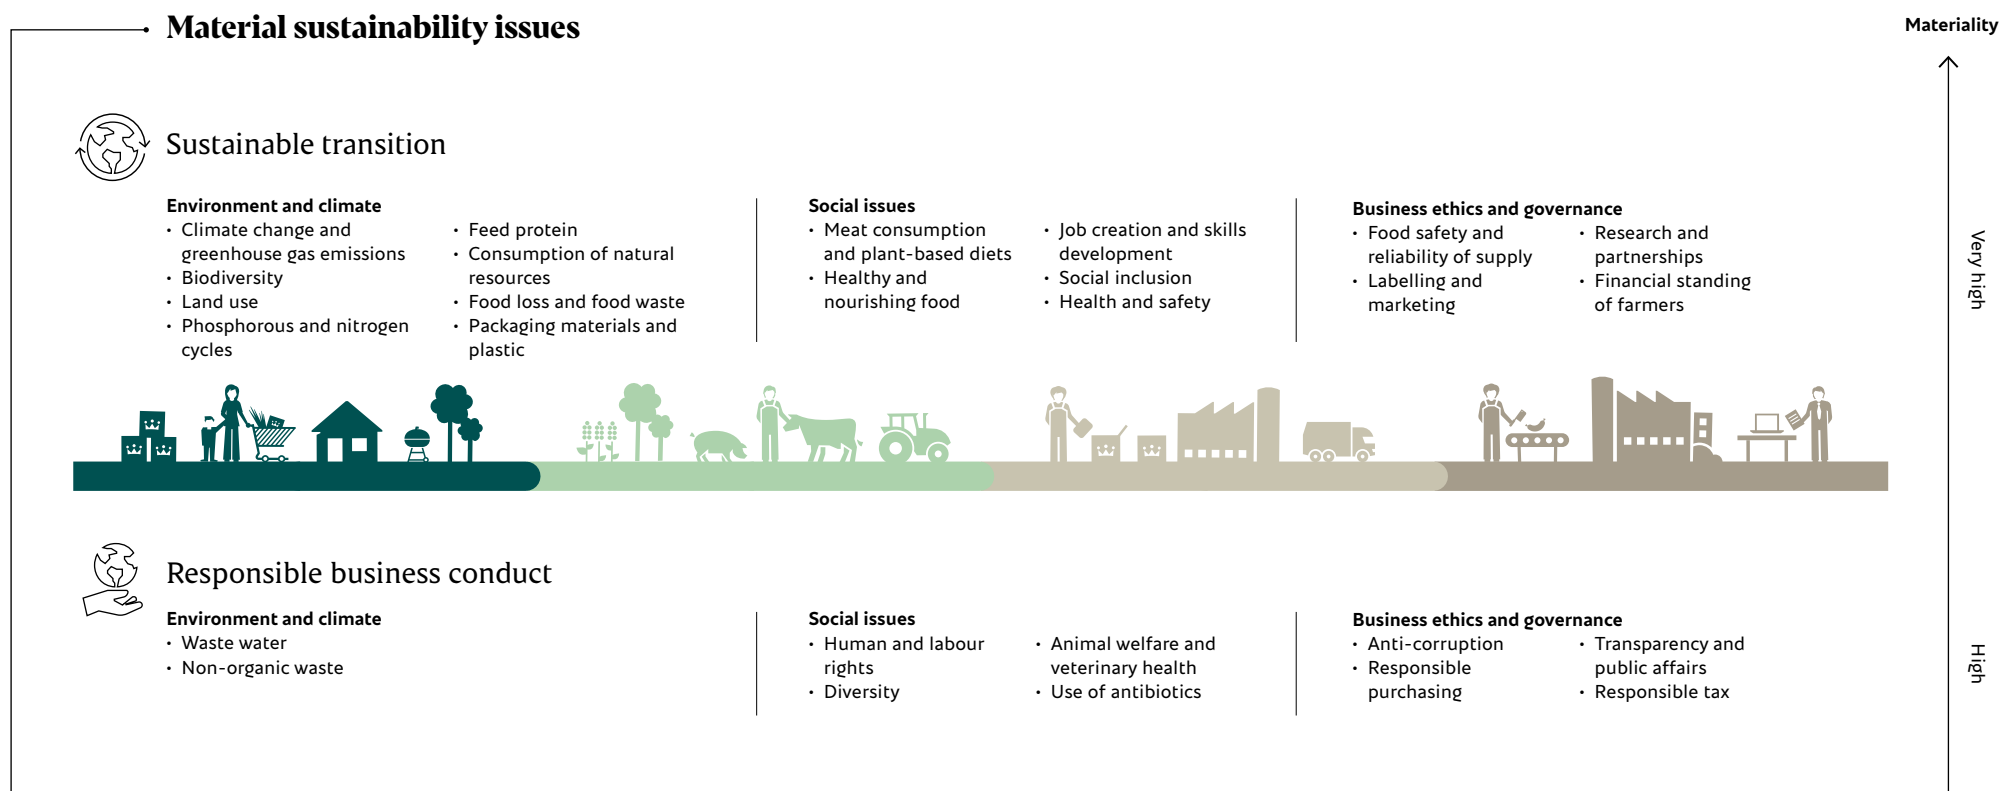 Material sustainability issues
Materiality
Sustainable transition
Environment and climate
• Climate change and
greenhouse gas emissions
• Biodiversity
• Land use
• Phosphorous and nitrogen
cycles
• Feed protein
• Consumption of natural
resources
• Food loss and food waste
• Packaging materials and
plastic
Social issues
• Meat consumption
and plant-based diets
• Healthy and
nourishing food
• Job creation and skills
development
• Social inclusion
• Health and safety
Business ethics and governance
• Food safety and
reliability of supply
• Labelling and
marketing
• Research and
partnerships
• Financial standing
of farmers
Very high
Responsible business conduct
Environment and climate
• Waste water
• Non-organic waste
Social issues
• Human and labour
rights
• Diversity
• Animal welfare and
veterinary health
• Use of antibiotics
Business ethics and governance
• Anti-corruption
• Responsible
purchasing
• Transparency and
public affairs
• Responsible tax
High